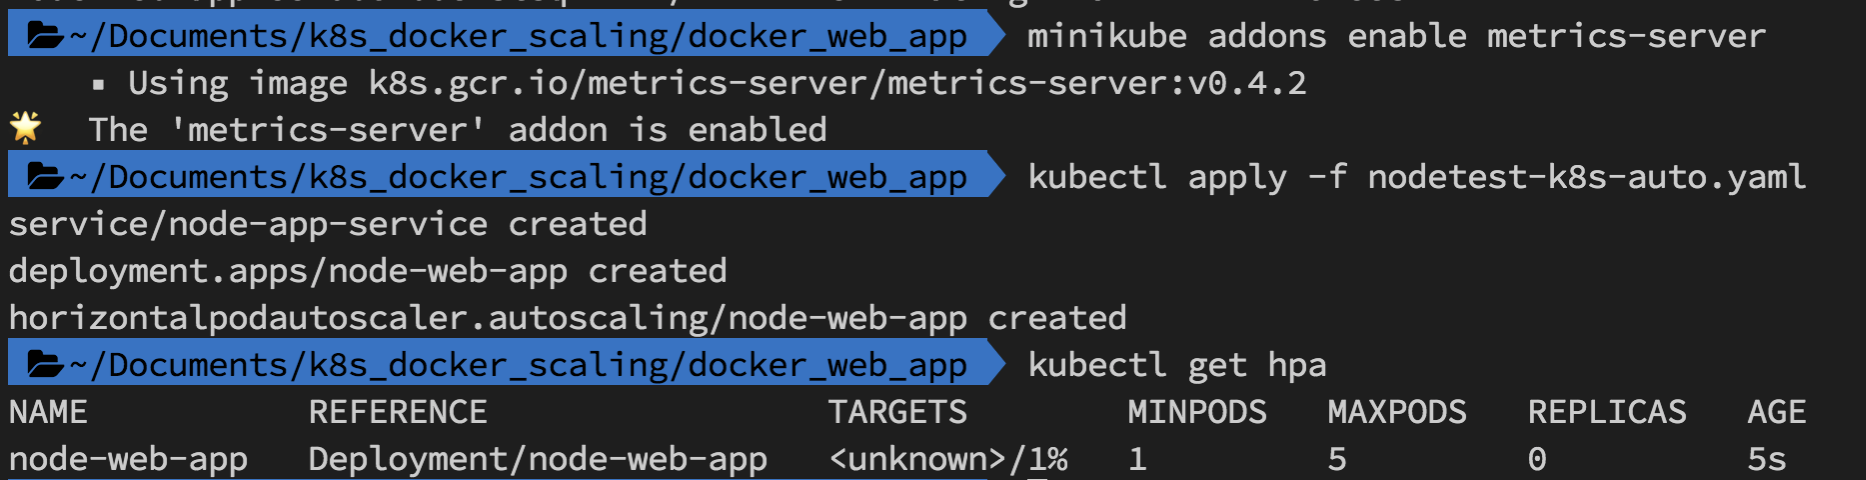 ~/Documents/k8s_docker_scaling/docker_web_app minikube addons enable metrics-server
▪ Using image k8s.gcr.io/metrics-server/metrics-server:v0.4.2
🌟 The 'metrics-server' addon is enabled
~/Documents/k8s_docker_scaling/docker_web_app kubectl apply -f nodetest-k8s-auto.yaml
service/node-app-service created
deployment.apps/node-web-app created
horizontalpodautoscaler.autoscaling/node-web-app created
~/Documents/k8s_docker_scaling/docker_web_app kubectl get hpa
NAME REFERENCE TARGETS MINPODS MAXPODS REPLICAS AGE
node-web-app Deployment/node-web-app <unknown>/1% 1 5 0 5s